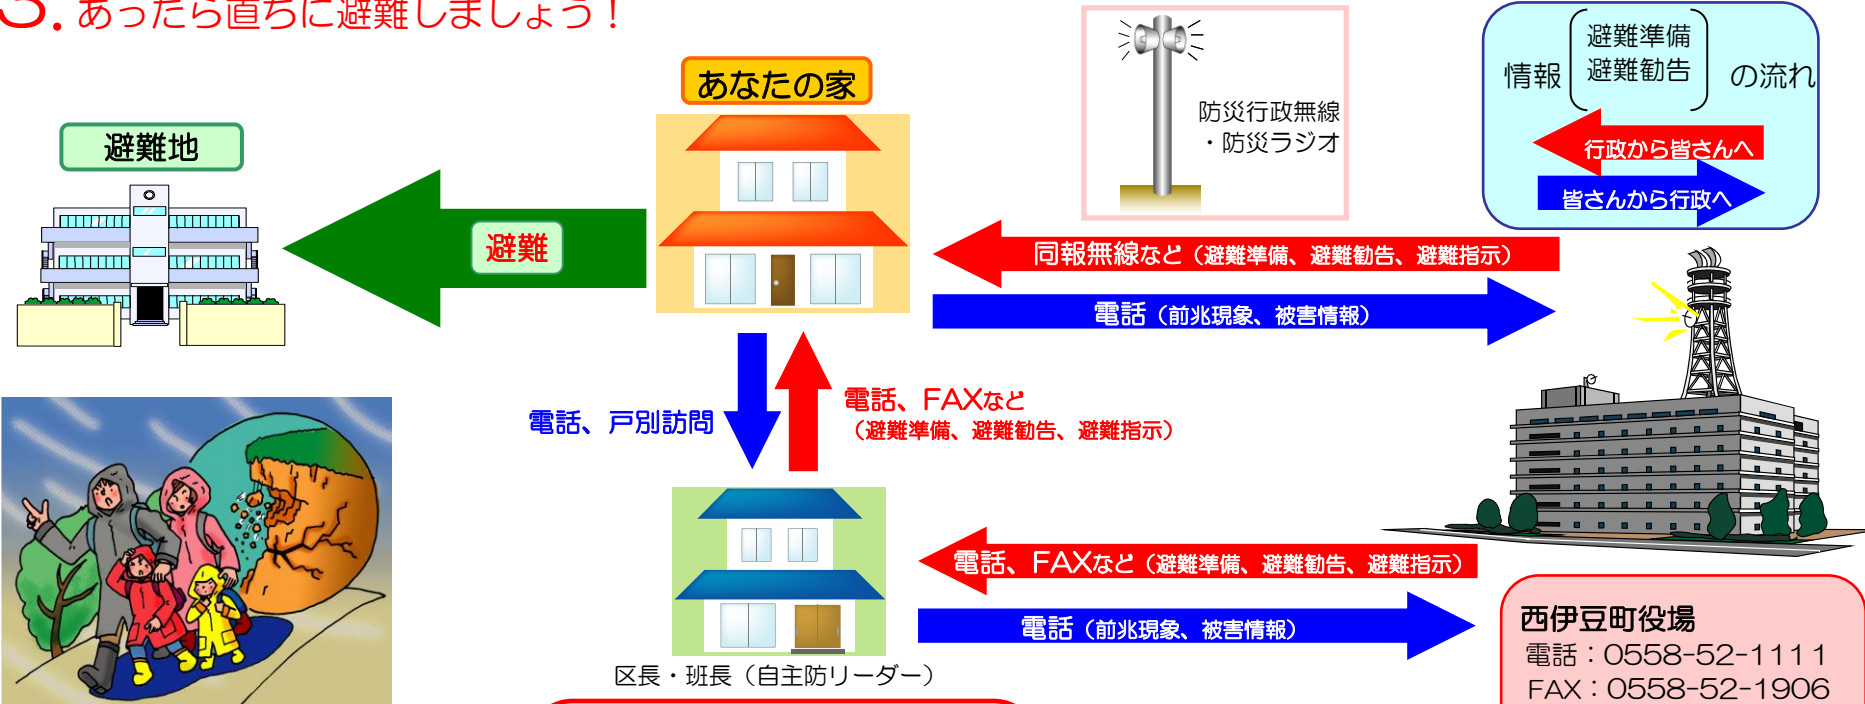 3. あったら直ちに避難しましょう！
あなたの家
避難地
避難
防災行政無線
・防災ラジオ
避難準備
避難勧告
情報 の流れ
行政から皆さんへ
皆さんから行政へ
同報無線など（避難準備、避難勧告、避難指示）
電話（前兆現象、被害情報）
電話、戸別訪問
電話、FAXなど
（避難準備、避難勧告、避難指示）
電話、FAXなど（避難準備、避難勧告、避難指示）
電話（前兆現象、被害情報）
区長・班長（自主防リーダー）
西伊豆町役場
電話：0558-52-1111
FAX：0558-52-1906